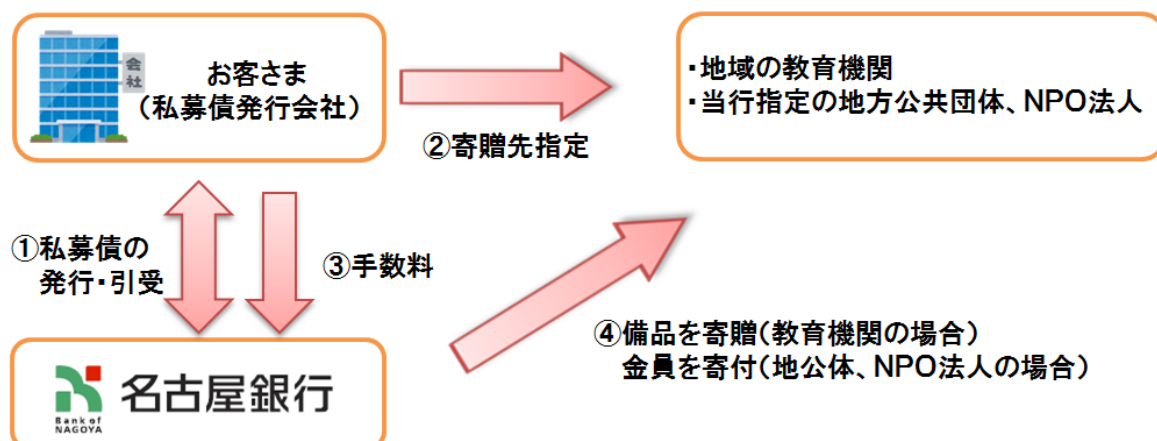 会
社
お客さま
（私募債発行会社）
②寄贈先指定
・地域の教育機関
・当行指定の地方公共団体、NPO法人
①私募債の
発行・引受
③手数料
④備品を寄贈（教育機関の場合）
金員を寄付（地公体、NPO法人の場合）
Bank of
NAGOYA
名古屋銀行